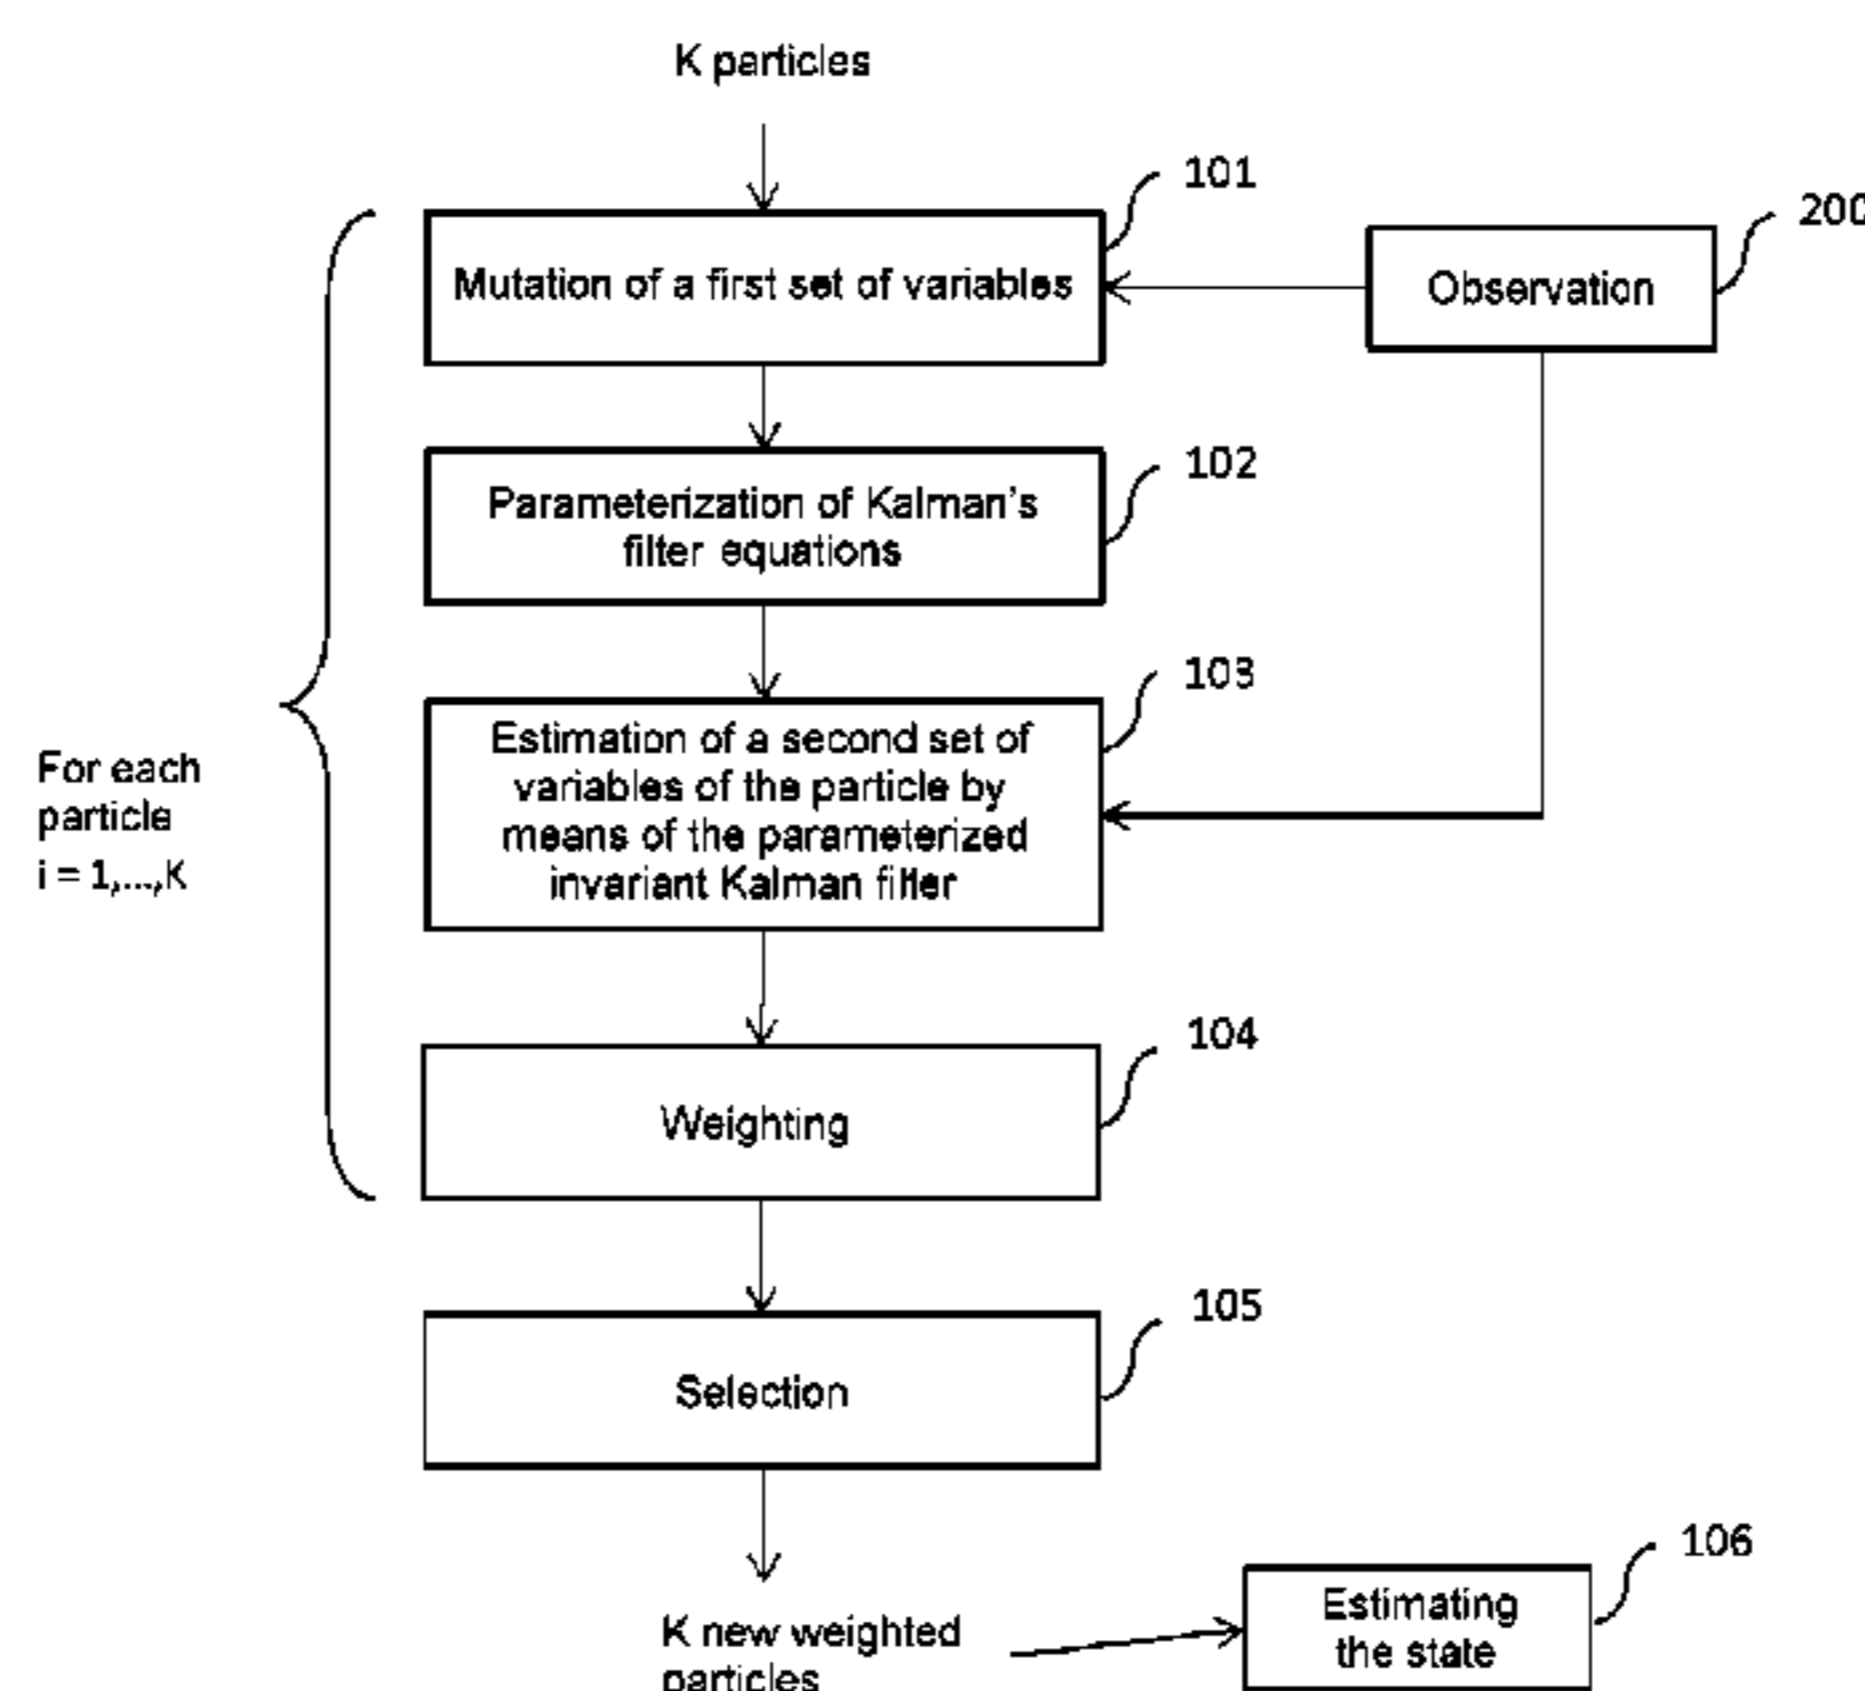 K particles
101
200
Mutation of a first set of variables
Observation
102
Parameterization of Kalman's
filter equations
103
Estimation of a second set of
variables of the particle by
means of the parameterized
invariant Kalman filter
For each
particle
i = 1,...,K
104
Weighting
105
Selection
106
K new weighted
particles
Estimating
the state